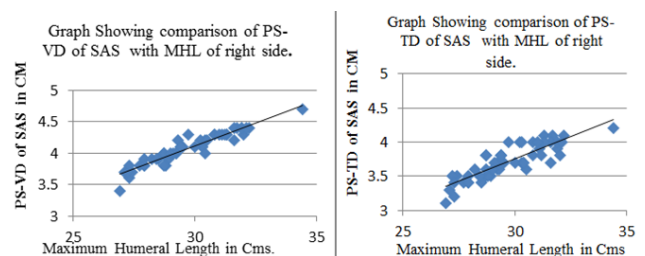 Graph Showing comparison of PS-
VD of SAS with MHL of right side.
PS-VD of SAS in CM
5
4.5
4
3.5
3
25
30
35
Maximum Humeral Length in Cms.
Graph Showing comparison of PS-
TD of SAS with MHL of right
side.
PS-TD of SAS in CM
5
4.5
4
3.5
3
25
30
35
Maximum Humeral Length in Cms